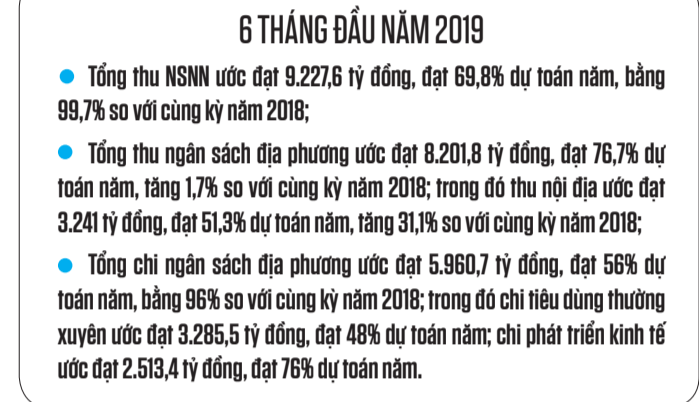 6 THÁNG ĐẦU NĂM 2019
● Tổng thu NSNN ước đạt 9.227,6 tỷ đồng, đạt 69,8% dự toán năm, bằng
99,7% so với cùng kỳ năm 2018;
● Tổng thu ngân sách địa phương ước đạt 8.201,8 tỷ đồng, đạt 76,7% dự
toán năm, tăng 1,7% so với cùng kỳ năm 2018; trong đó thu nội địa ước đạt
3.241 tỷ đồng, đạt 51,3% dự toán năm, tăng 31,1% so với cùng kỳ năm 2018;
● Tổng chi ngân sách địa phương ước đạt 5.960,7 tỷ đồng, đạt 56% dự
toán năm, bằng 96% so với cùng kỳ năm 2018; trong đó chi tiêu dùng thường
xuyên ước đạt 3.285,5 tỷ đồng, đạt 48% dự toán năm; chi phát triển kinh tế
ước đạt 2.513,4 tỷ đồng, đạt 76% dự toán năm.